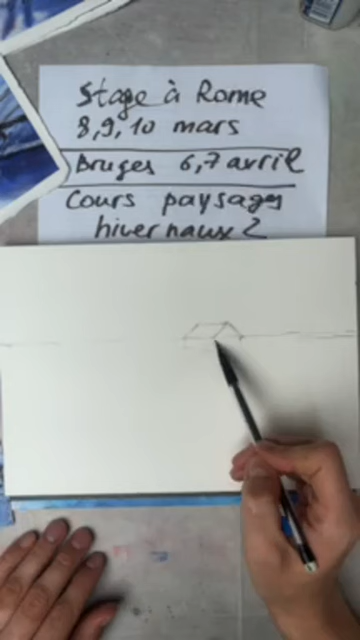 Stage à Rome
8,9,10 mars
Bruges 6,7 avril
Cours paysages
hivernaux 2